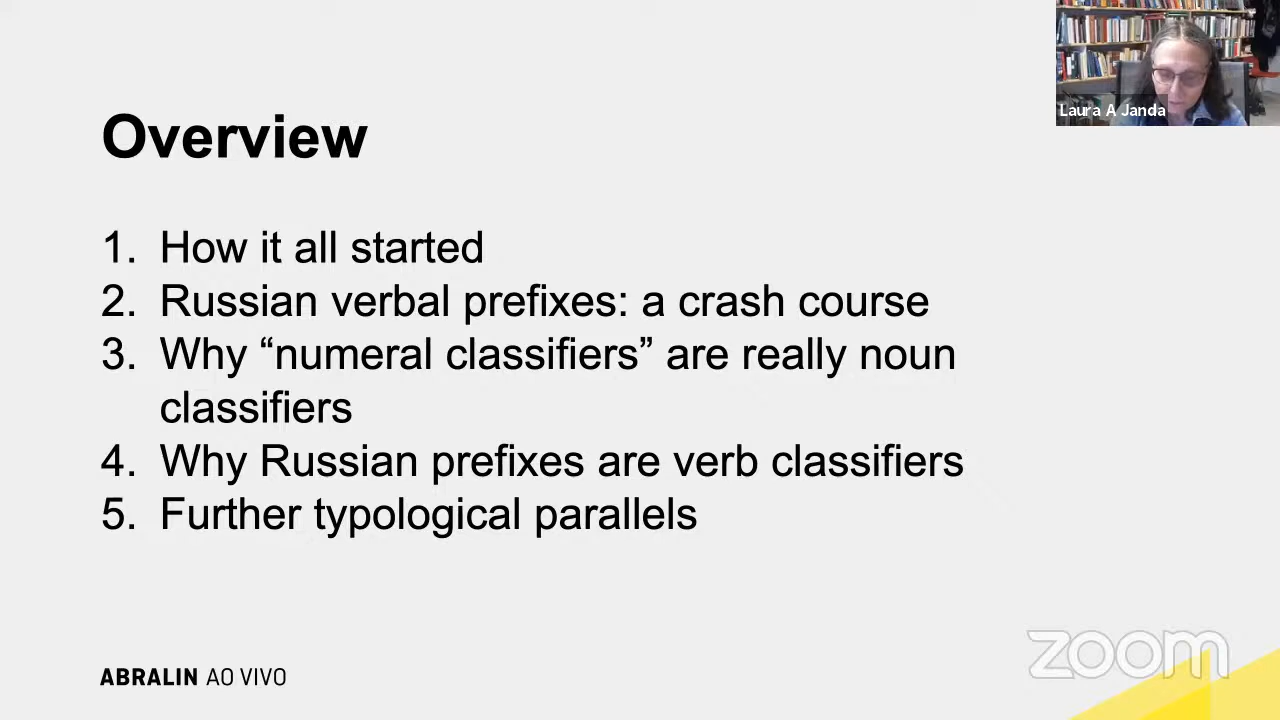 Laura A Janda
Overview
1. How it all started
2. Russian verbal prefixes: a crash course
3. Why “numeral classifiers” are really noun
classifiers
4. Why Russian prefixes are verb classifiers
5. Further typological parallels
ABRALIN AO VIVO
zoom